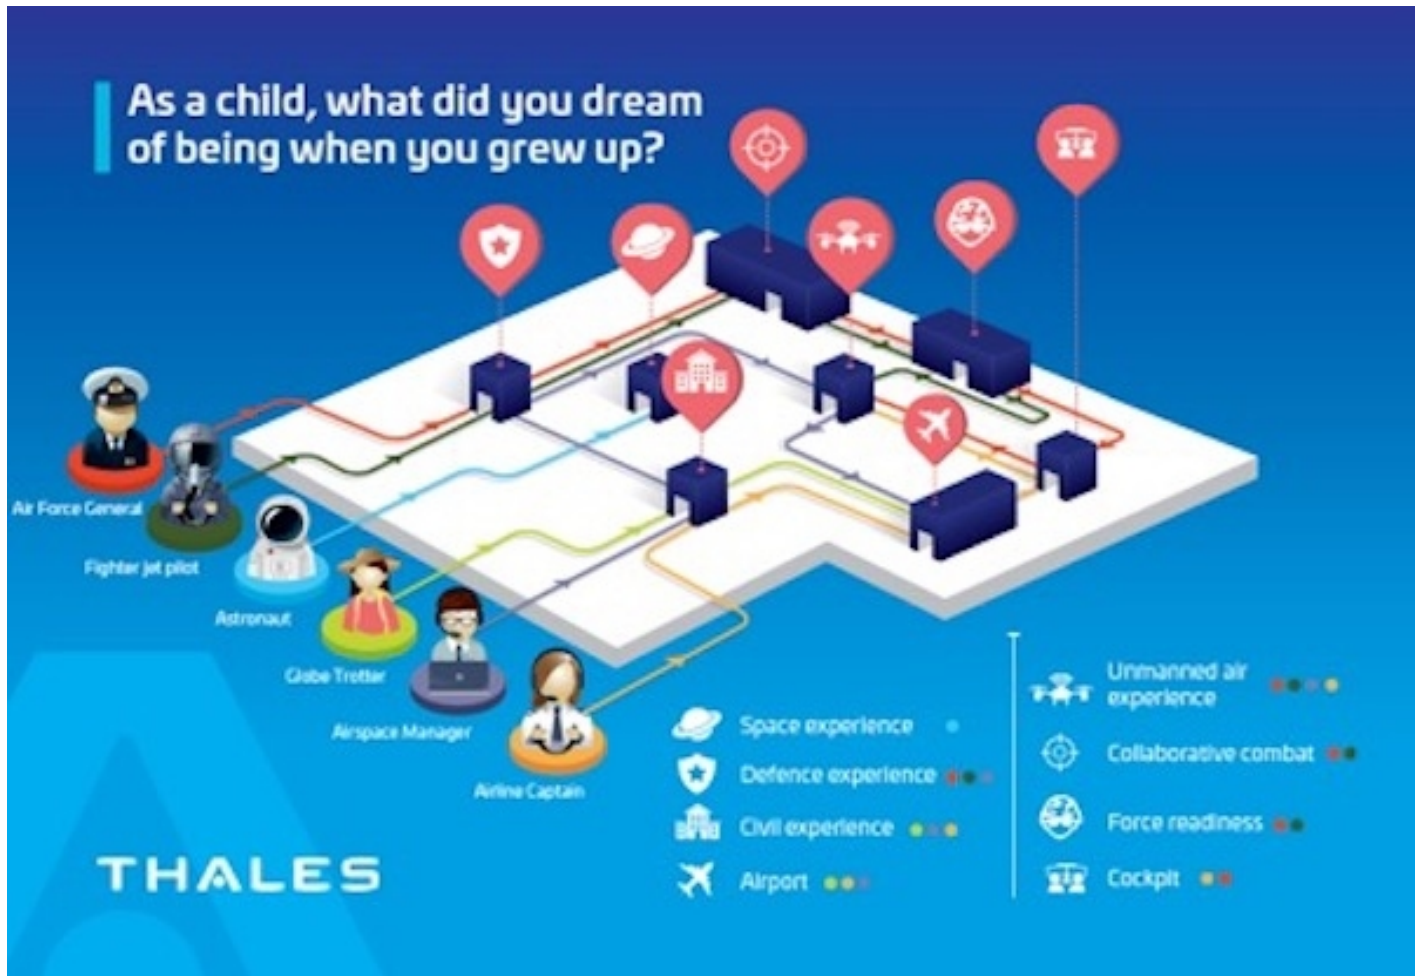 As a child, what did you dream
of being when you grew up?
Air Force General
Fighter jet pilot
Astronaut
Globe Trotter
Airspace Manager
Airline Captain
Space experience
Defence experience
Civil experience
Airport
Unmanned air
experience
Collaborative combat
Force readiness
Cockpit
THALES